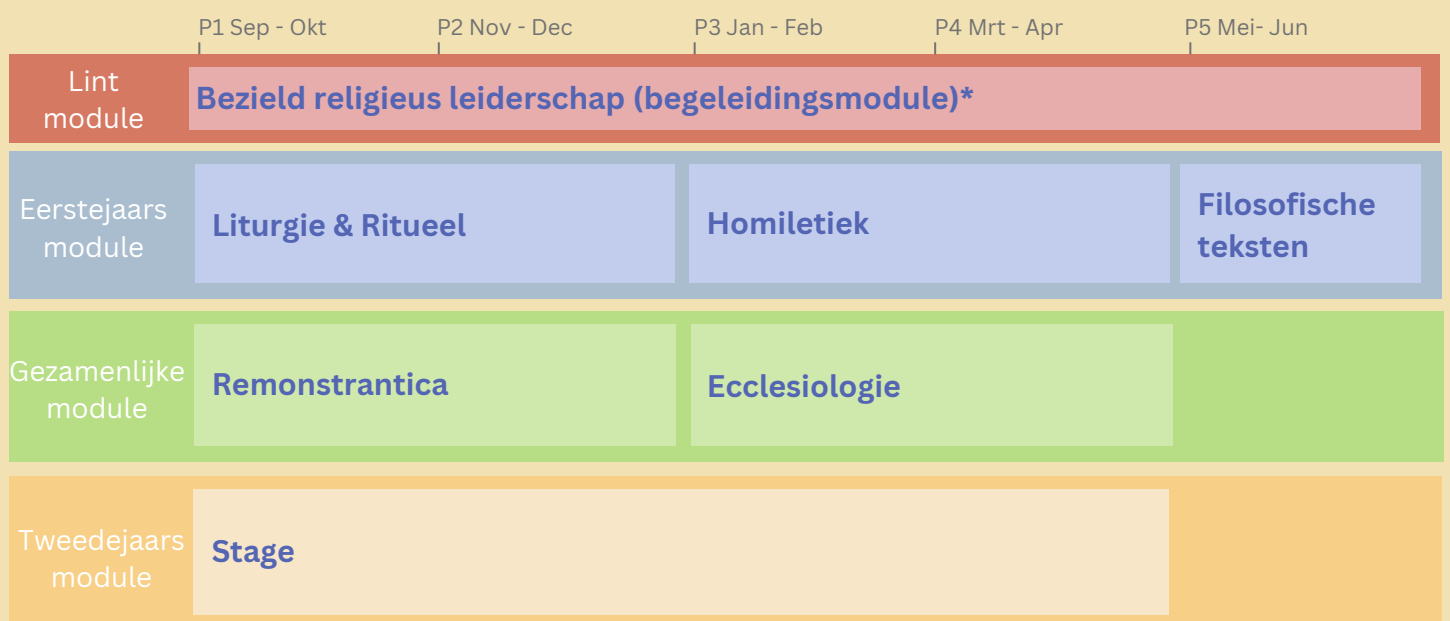 P1 Sep - Okt P2 Nov - Dec P3 Jan - Feb P4 Mrt - Apr P5 Mei- Jun
Lint
module
Bezield religieus leiderschap (begeleidingsmodule)*
Eerstejaars
module
Liturgie & Ritueel
Homiletiek
Filosofische
teksten
Gezamenlijke
module
Remonstrantica
Ecclesiologie
Tweedejaars
module
Stage